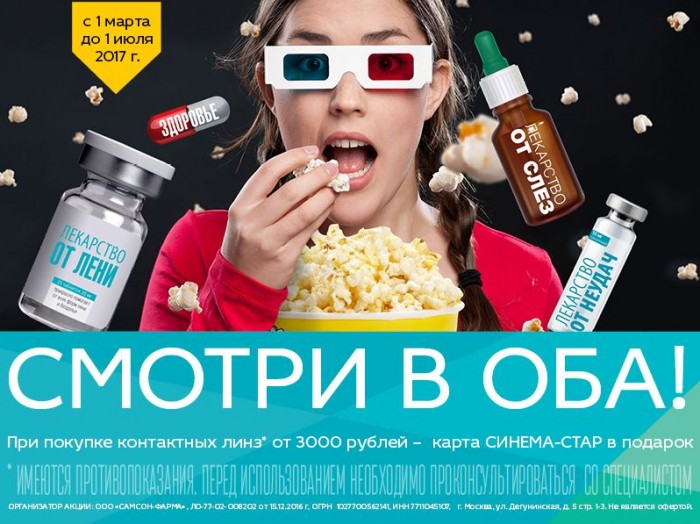 с 1 марта
до 1 июля
2017 г.
ЗДОРОВЬЕ
ЛЕКАРСТВО
ОТ СЛЕЗ
ЛЕКАРСТВО
ОТ ЛЕНИ
ЛЕКАРСТВО
ОТ НЕУДАЧ
СМОТРИ В ОБА!
При покупке контактных линз* от 3000 рублей – карта СИНЕМА-СТАР в подарок
* ИМЕЮТСЯ ПРОТИВОПОКАЗАНИЯ. ПЕРЕД ИСПОЛЬЗОВАНИЕМ НЕОБХОДИМО ПРОКОНСУЛЬТИРОВАТЬСЯ СО СПЕЦИАЛИСТОМ
ОРГАНИЗАТОР АКЦИИ: ООО «САМСОН-ФАРМА», ЛО-77-02-008202 от 15.12.2016 г, ОГРН 1027700562141, ИНН 7711045107, г. Москва, ул. Дегунинская, д. 5 стр. 1-3. Не является офертой.